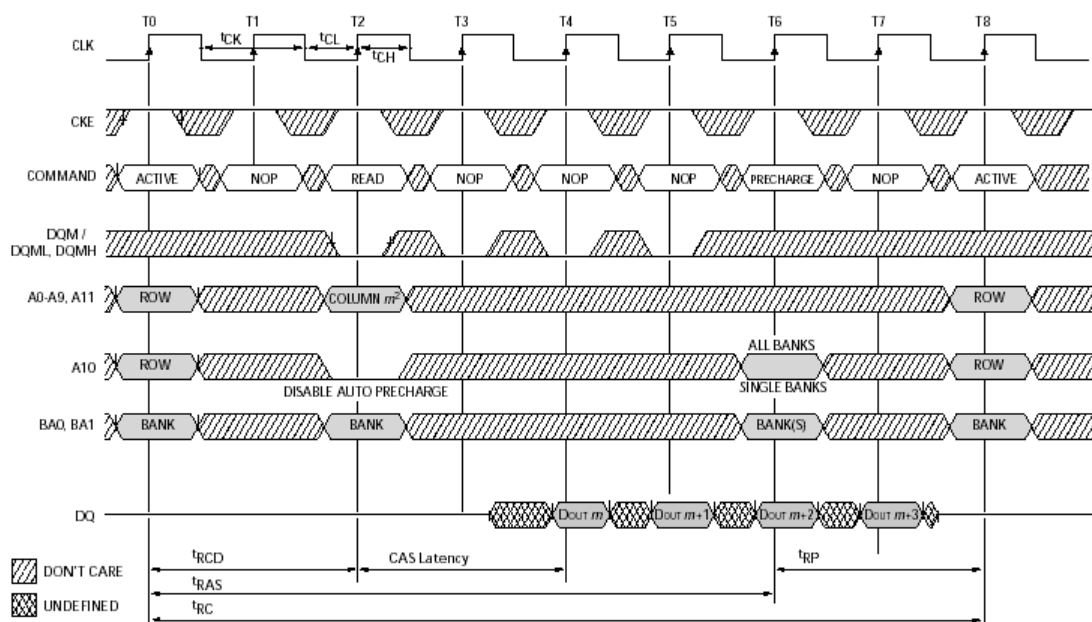 T0 T1 T2 T3 T4 T5 T6 T7 T8
CLK tCK tCL tCH
CKE
COMMAND ACTIVE NOP READ NOP NOP NOP PRECHARGE NOP ACTIVE
DQM /
DQML, DQMH
A0-A9, A11 ROW COLUMN m² ROW
ALL BANKS
A10 ROW ROW
DISABLE AUTO PRECHARGE SINGLE BANKS
BA0, BA1 BANK BANK BANK(S) BANK
DQ DOUT m DOUT m+1 DOUT m+2 DOUT m+3
tRCD CAS Latency tRP
DON'T CARE
tRAS
UNDEFINED
tRC